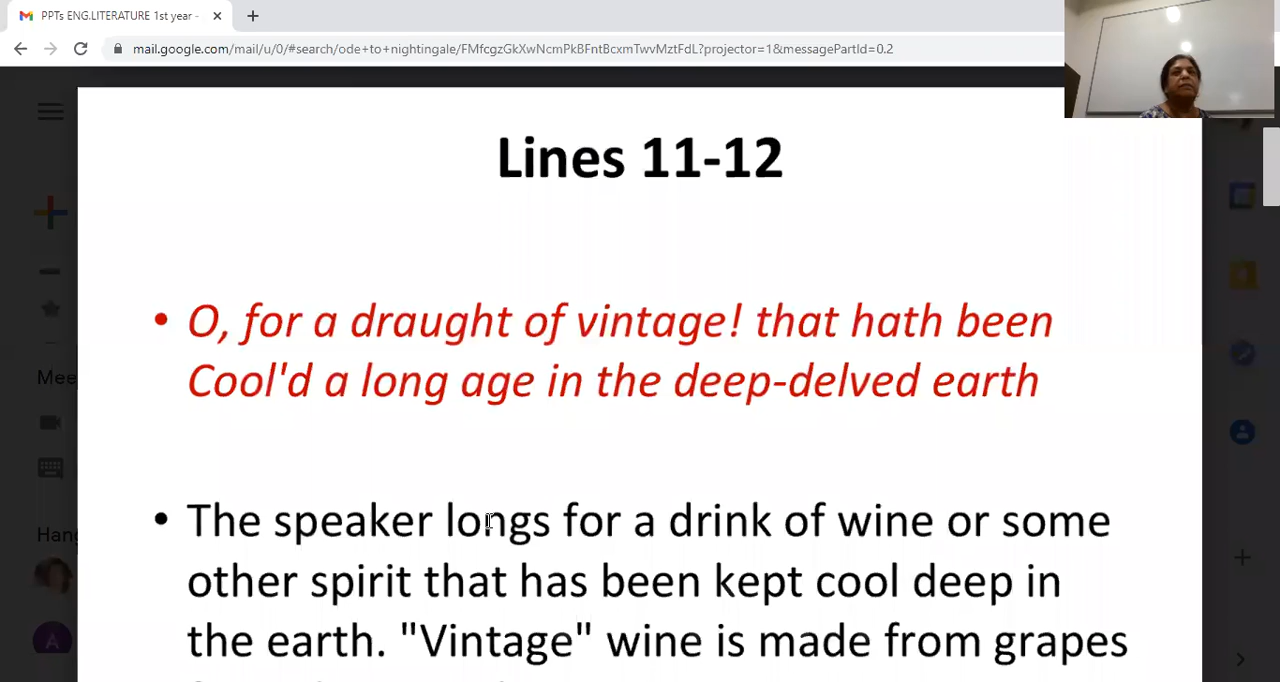 PPTs ENG.LITERATURE 1st year -
mail.google.com/mail/u/0/#search/ode+to+nightingale/FMfcgzGkXwNcmPkBFntBcxmTwvMztFdL?projector=1&messagePartId=0.2
Lines 11-12
• O, for a draught of vintage! that hath been
Cool'd a long age in the deep-delved earth
Mee
• The speaker longs for a drink of wine or some
Hang
other spirit that has been kept cool deep in
the earth. "Vintage" wine is made from grapes
A